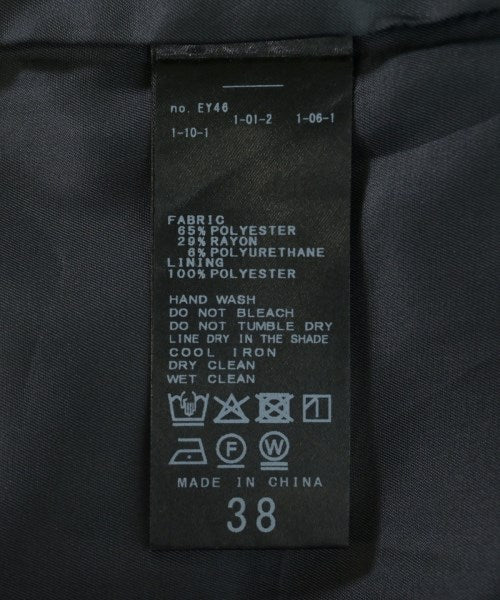 no. EY46
1-10-1 1-01-2 1-06-1
FABRIC
65% POLYESTER
29% RAYON
6% POLYURETHANE
LINING
100% POLYESTER
HAND WASH
DO NOT BLEACH
DO NOT TUMBLE DRY
LINE DRY IN THE SHADE
COOL IRON
DRY CLEAN
WET CLEAN
F W
MADE IN CHINA
38